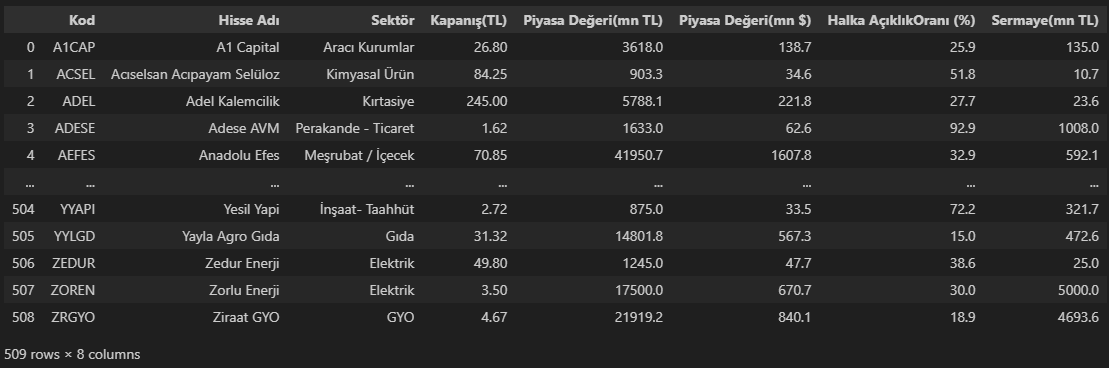 Kod Hisse Adı Sektör Kapanış(TL) Piyasa Değeri(mn TL) Piyasa Değeri(mn $) Halka AçıklıkOranı (%) Sermaye(mn TL)
0 A1CAP A1 Capital Aracı Kurumlar 26.80 3618.0 138.7 25.9 135.0
1 ACSEL Acıselsan Acıpayam Selüloz Kimyasal Ürün 84.25 903.3 34.6 51.8 10.7
2 ADEL Adel Kalemcilik Kırtasiye 245.00 5788.1 221.8 27.7 23.6
3 ADESE Adese AVM Perakande - Ticaret 1.62 1633.0 62.6 92.9 1008.0
4 AEFES Anadolu Efes Meşrubat / İçecek 70.85 41950.7 1607.8 32.9 592.1
... ... ... ... ... ... ... ... ...
504 YYAPI Yesil Yapi İnşaat- Taahhüt 2.72 875.0 33.5 72.2 321.7
505 YYLGD Yayla Agro Gıda Gıda 31.32 14801.8 567.3 15.0 472.6
506 ZEDUR Zedur Enerji Elektrik 49.80 1245.0 47.7 38.6 25.0
507 ZOREN Zorlu Enerji Elektrik 3.50 17500.0 670.7 30.0 5000.0
508 ZRGYO Ziraat GYO GYO 4.67 21919.2 840.1 18.9 4693.6
509 rows × 8 columns